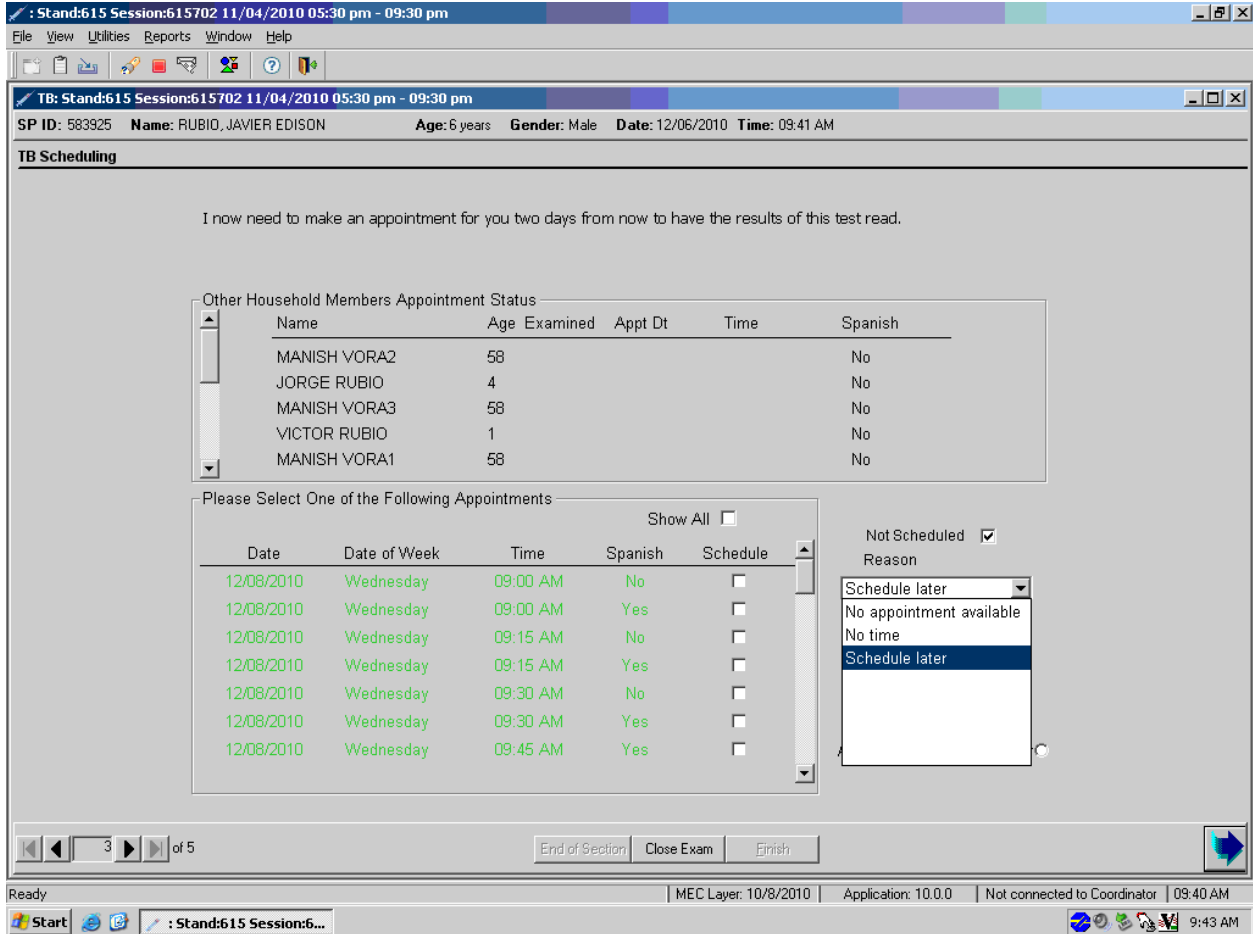 : Stand:615 Session:615702 11/04/2010 05:30 pm - 09:30 pm
File View Utilities Reports Window Help
TB: Stand:615 Session:615702 11/04/2010 05:30 pm - 09:30 pm
SP ID: 583925 Name: RUBIO, JAVIER EDISON Age: 6 years Gender: Male Date: 12/06/2010 Time: 09:41 AM
TB Scheduling
I now need to make an appointment for you two days from now to have the results of this test read.
Other Household Members Appointment Status
Name Age Examined Appt Dt Time Spanish
MANISH VORA2 58 No
JORGE RUBIO 4 No
MANISH VORA3 58 No
VICTOR RUBIO 1 No
MANISH VORA1 58 No
Please Select One of the Following Appointments
Show All
Date Date of Week Time Spanish Schedule
12/08/2010 Wednesday 09:00 AM No
12/08/2010 Wednesday 09:00 AM Yes
12/08/2010 Wednesday 09:15 AM No
12/08/2010 Wednesday 09:15 AM Yes
12/08/2010 Wednesday 09:30 AM No
12/08/2010 Wednesday 09:30 AM Yes
12/08/2010 Wednesday 09:45 AM Yes
Not Scheduled
Reason
Schedule later
No appointment available
No time
Schedule later
3 of 5
End of Section Close Exam Finish
Ready MEC Layer: 10/8/2010 Application: 10.0.0 Not connected to Coordinator 09:40 AM
Start : Stand:615 Session:6... 9:43 AM